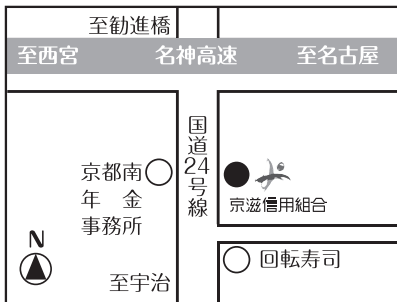 至勧進橋
至西宮 名神高速 至名古屋
国道24号線
京都南
年金
事務所
京滋信用組合
回転寿司
N
至宇治